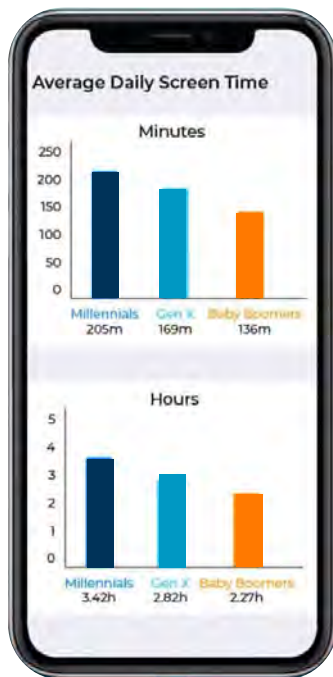 Average Daily Screen Time
Minutes
250
200
150
100
50
0
Millennials Gen X Baby Boomers
205m 169m 136m
Hours
5
4
3
2
1
0
Millennials Gen X Baby Boomers
3.42h 2.82h 2.27h